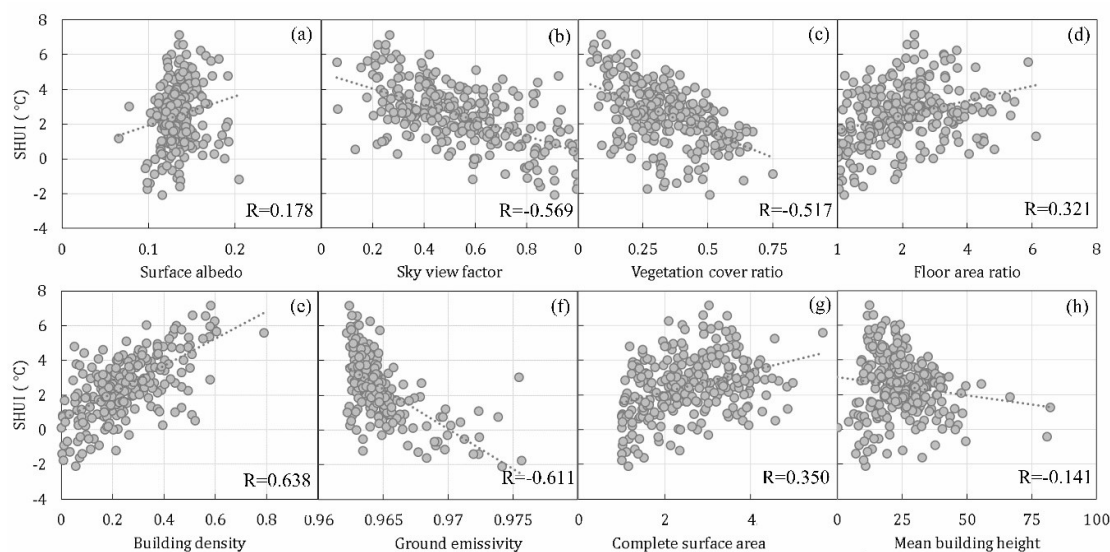 8
6
4
2
0
-2
-4
SHUI ( °C)
(a)
R=0.178
(b)
R=-0.569
(c)
R=-0.517
(d)
R=0.321
0 0.1 0.2 0 0.2 0.4 0.6 0.8 0 0.25 0.5 0.75 1 2 4 6 8
Surface albedo
Sky view factor
Vegetation cover ratio
Floor area ratio
8
6
4
2
0
-2
-4
SHUI ( °C)
(e)
R=0.638
(f)
R=-0.611
(g)
R=0.350
(h)
R=-0.141
0 0.2 0.4 0.6 0.8 0.96 0.965 0.97 0.975 0 2 4 0 25 50 75 100
Building density
Ground emissivity
Complete surface area
Mean building height